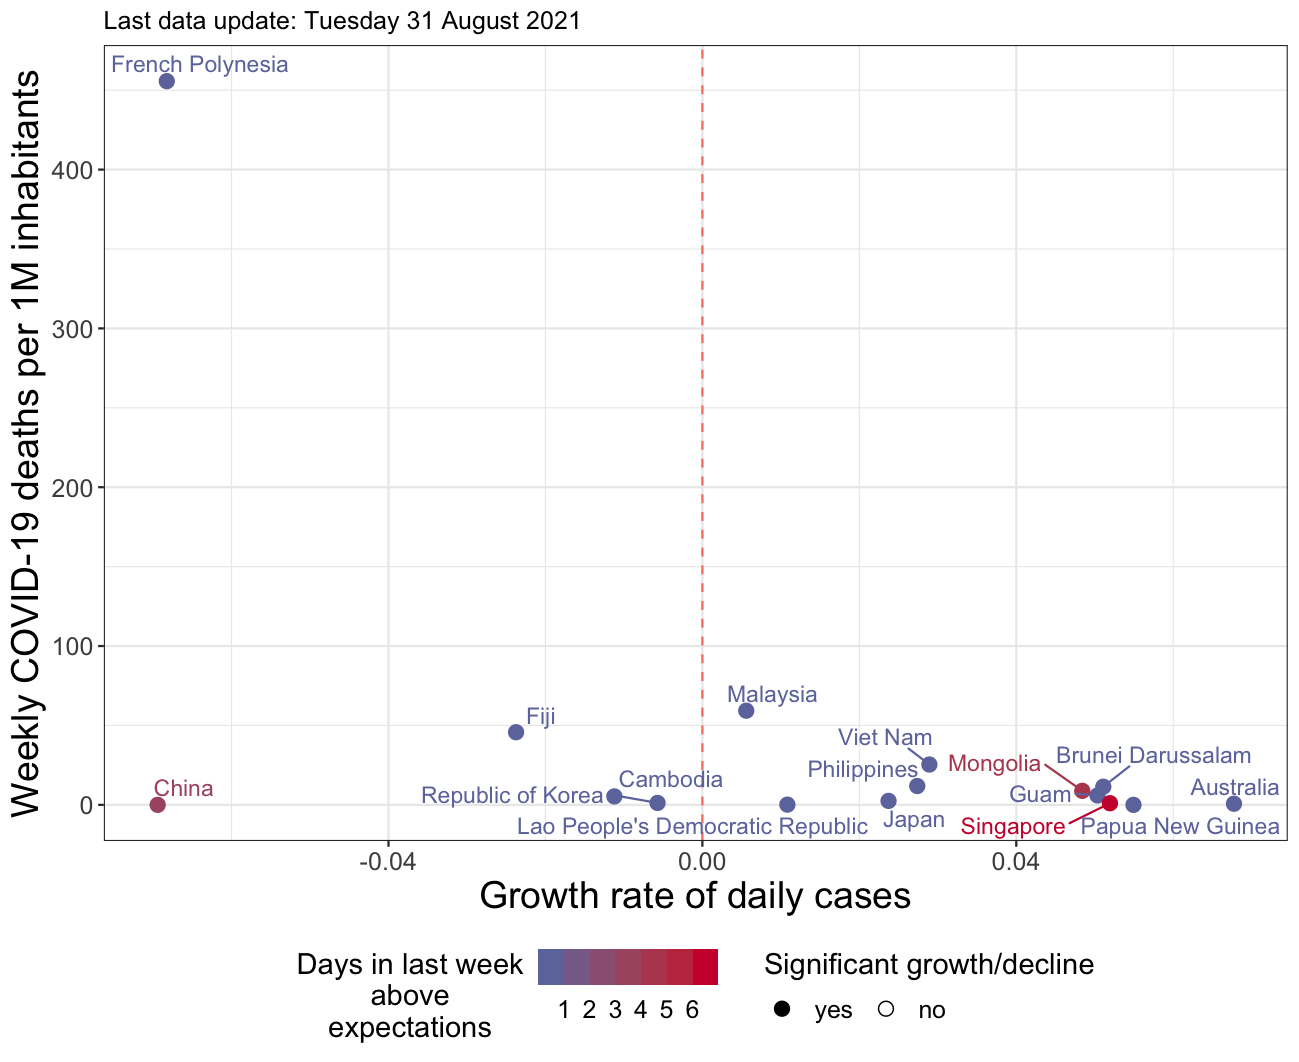 Last data update: Tuesday 31 August 2021
Weekly COVID-19 deaths per 1M inhabitants
400
300
200
100
0
French Polynesia
Malaysia
Fiji
Viet Nam
Brunei Darussalam
Mongolia
Philippines
Cambodia
China
Australia
Republic of Korea
Guam
Japan
Lao People's Democratic Republic
Singapore
Papua New Guinea
-0.04
0.00
0.04
Growth rate of daily cases
Days in last week
above
expectations
1 2 3 4 5 6
Significant growth/decline
yes
no